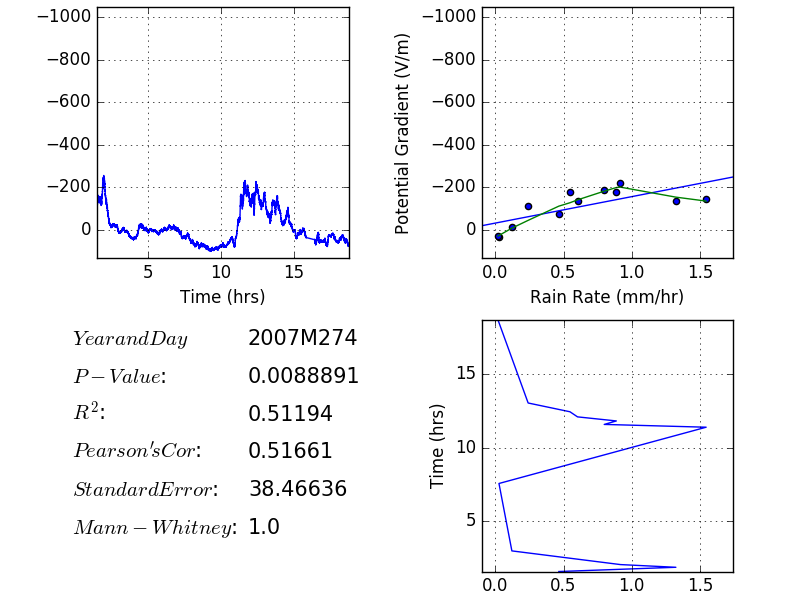 −1000
−800
−600
−400
−200
0
5
10
15
Time (hrs)
Potential Gradient (V/m)
−1000
−800
−600
−400
−200
0
0.0
0.5
1.0
1.5
Rain Rate (mm/hr)
YearandDay 2007M274
P−Value: 0.0088891
R²: 0.51194
Pearson'sCor: 0.51661
StandardError: 38.46636
Mann−Whitney: 1.0
Time (hrs)
15
10
5
0.0
0.5
1.0
1.5